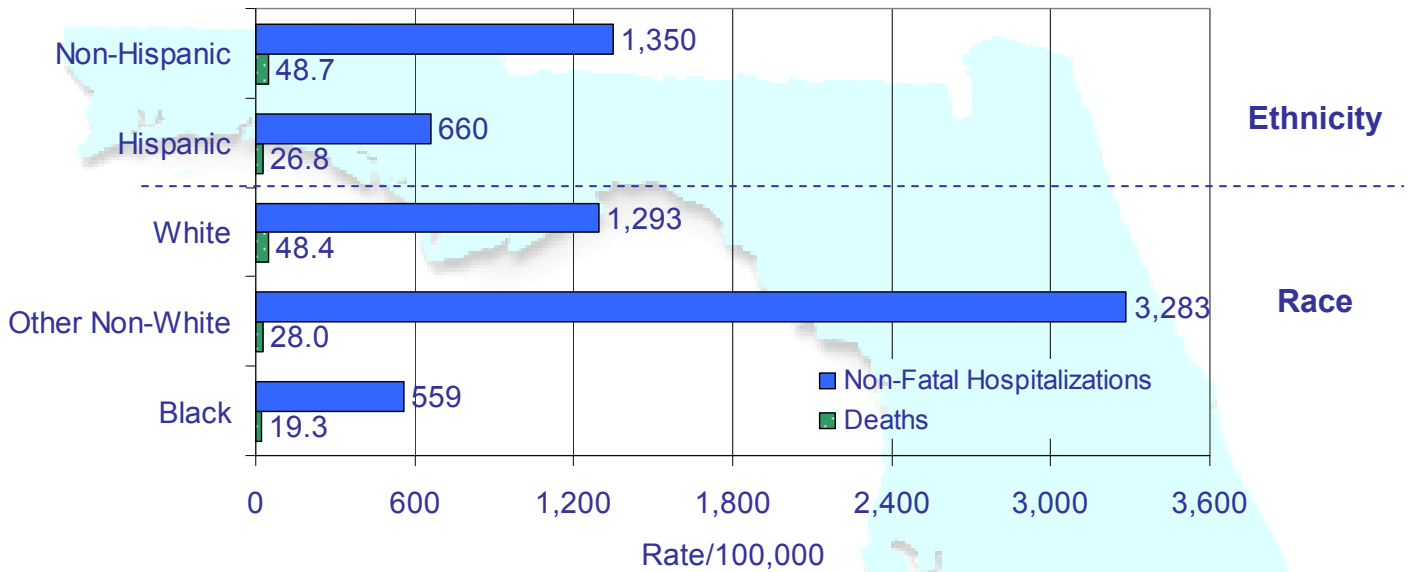 Non-Hispanic
1,350
48.7
Hispanic
660
26.8
Ethnicity
White
1,293
48.4
Other Non-White
3,283
28.0
Race
Black
559
19.3
Non-Fatal Hospitalizations
Deaths
0 600 1,200 1,800 2,400 3,000 3,600
Rate/100,000